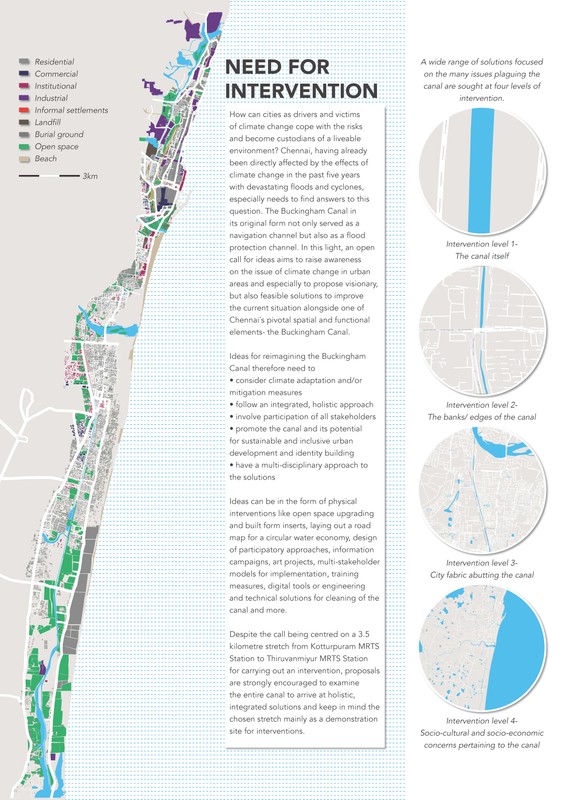 Residential
Commercial
Institutional
Industrial
Informal settlements
Landfill
Burial ground
Open space
Beach
3km
NEED FOR
INTERVENTION
How can cities as drivers and victims
of climate change cope with the risks
and become custodians of a liveable
environment? Chennai, having already
been directly affected by the effects of
climate change in the past five years
with devastating floods and cyclones,
especially needs to find answers to this
question. The Buckingham Canal in
its original form not only served as a
navigation channel but also as a flood
protection channel. In this light, an open
call for ideas aims to raise awareness
on the issue of climate change in urban
areas and especially to propose visionary,
but also feasible solutions to improve
the current situation alongside one of
Chennai's pivotal spatial and functional
elements- the Buckingham Canal.
Ideas for reimagining the Buckingham
Canal therefore need to
• consider climate adaptation and/or
mitigation measures
• follow an integrated, holistic approach
• involve participation of all stakeholders
• promote the canal and its potential
for sustainable and inclusive urban
development and identity building
• have a multi-disciplinary approach to
the solutions
Ideas can be in the form of physical
interventions like open space upgrading
and built form inserts, laying out a road
map for a circular water economy, design
of participatory approaches, information
campaigns, art projects, multi-stakeholder
models for implementation, training
measures, digital tools or engineering
and technical solutions for cleaning of the
canal and more.
Despite the call being centred on a 3.5
kilometre stretch from Kotturpuram MRTS
Station to Thiruvanmiyur MRTS Station
for carrying out an intervention, proposals
are strongly encouraged to examine
the entire canal to arrive at holistic,
integrated solutions and keep in mind the
chosen stretch mainly as a demonstration
site for interventions.
A wide range of solutions focused
on the many issues plaguing the
canal are sought at four levels of
intervention.
Intervention level 1-
The canal itself
Intervention level 2-
The banks/ edges of the canal
Intervention level 3-
City fabric abutting the canal
Intervention level 4-
Socio-cultural and socio-economic
concerns pertaining to the canal